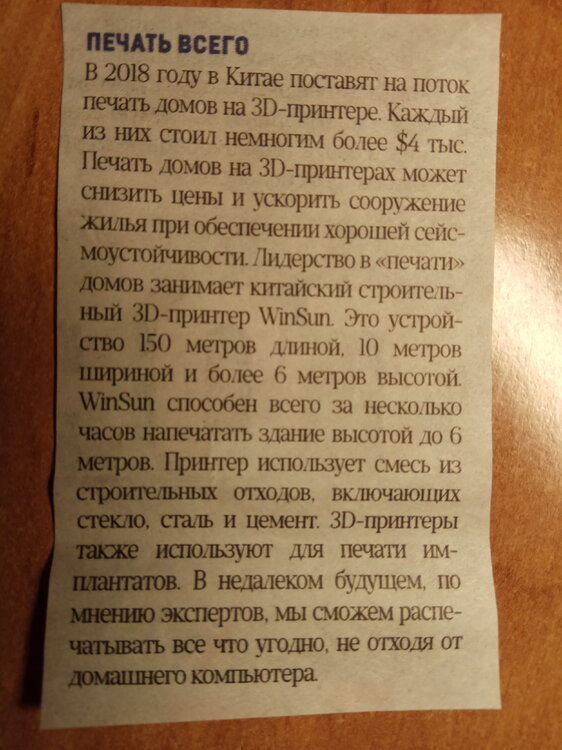 ПЕЧАТЬ ВСЕГО
В 2018 году в Китае поставят на поток
печать домов на 3D-принтере. Каждый
из них стоил немногим более $4 тыс.
Печать домов на 3D-принтерах может
снизить цены и ускорить сооружение
жилья при обеспечении хорошей сейс-
моустойчивости. Лидерство в «печати»
домов занимает китайский строитель-
ный 3D-принтер WinSun. Это устрой-
ство 150 метров длиной, 10 метров
шириной и более 6 метров высотой.
WinSun способен всего за несколько
часов напечатать здание высотой до 6
метров. Принтер использует смесь из
строительных отходов, включающих
стекло, сталь и цемент. 3D-принтеры
также используют для печати им-
плантатов. В недалеком будущем, по
мнению экспертов, мы сможем распе-
чатывать все что угодно, не отходя от
домашнего компьютера.